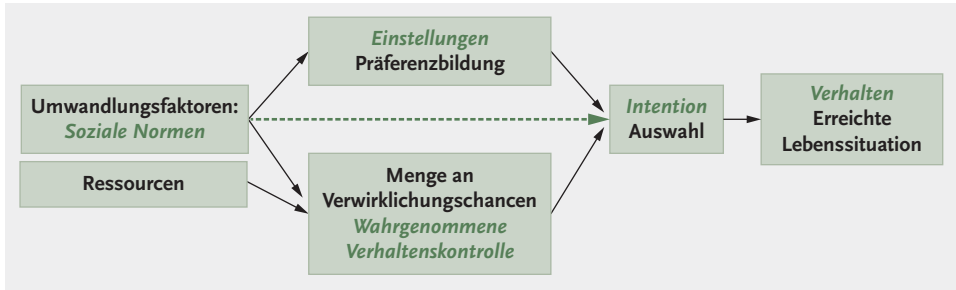 Umwandlungsfaktoren:
Soziale Normen
Ressourcen
Einstellungen
Präferenzbildung
Menge an
Verwirklichungschancen
Wahrgenommene
Verhaltenskontrolle
Intention
Auswahl
Verhalten
Erreichte
Lebenssituation